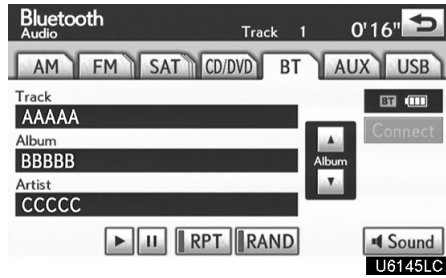 Bluetooth
Audio
Track 1
0'16"
AM FM SAT CD/DVD BT AUX USB
Track
AAAAA
BT
Connect
Album
BBBBB
Album
Artist
CCCCC
RPT RAND
Sound
U6145LC